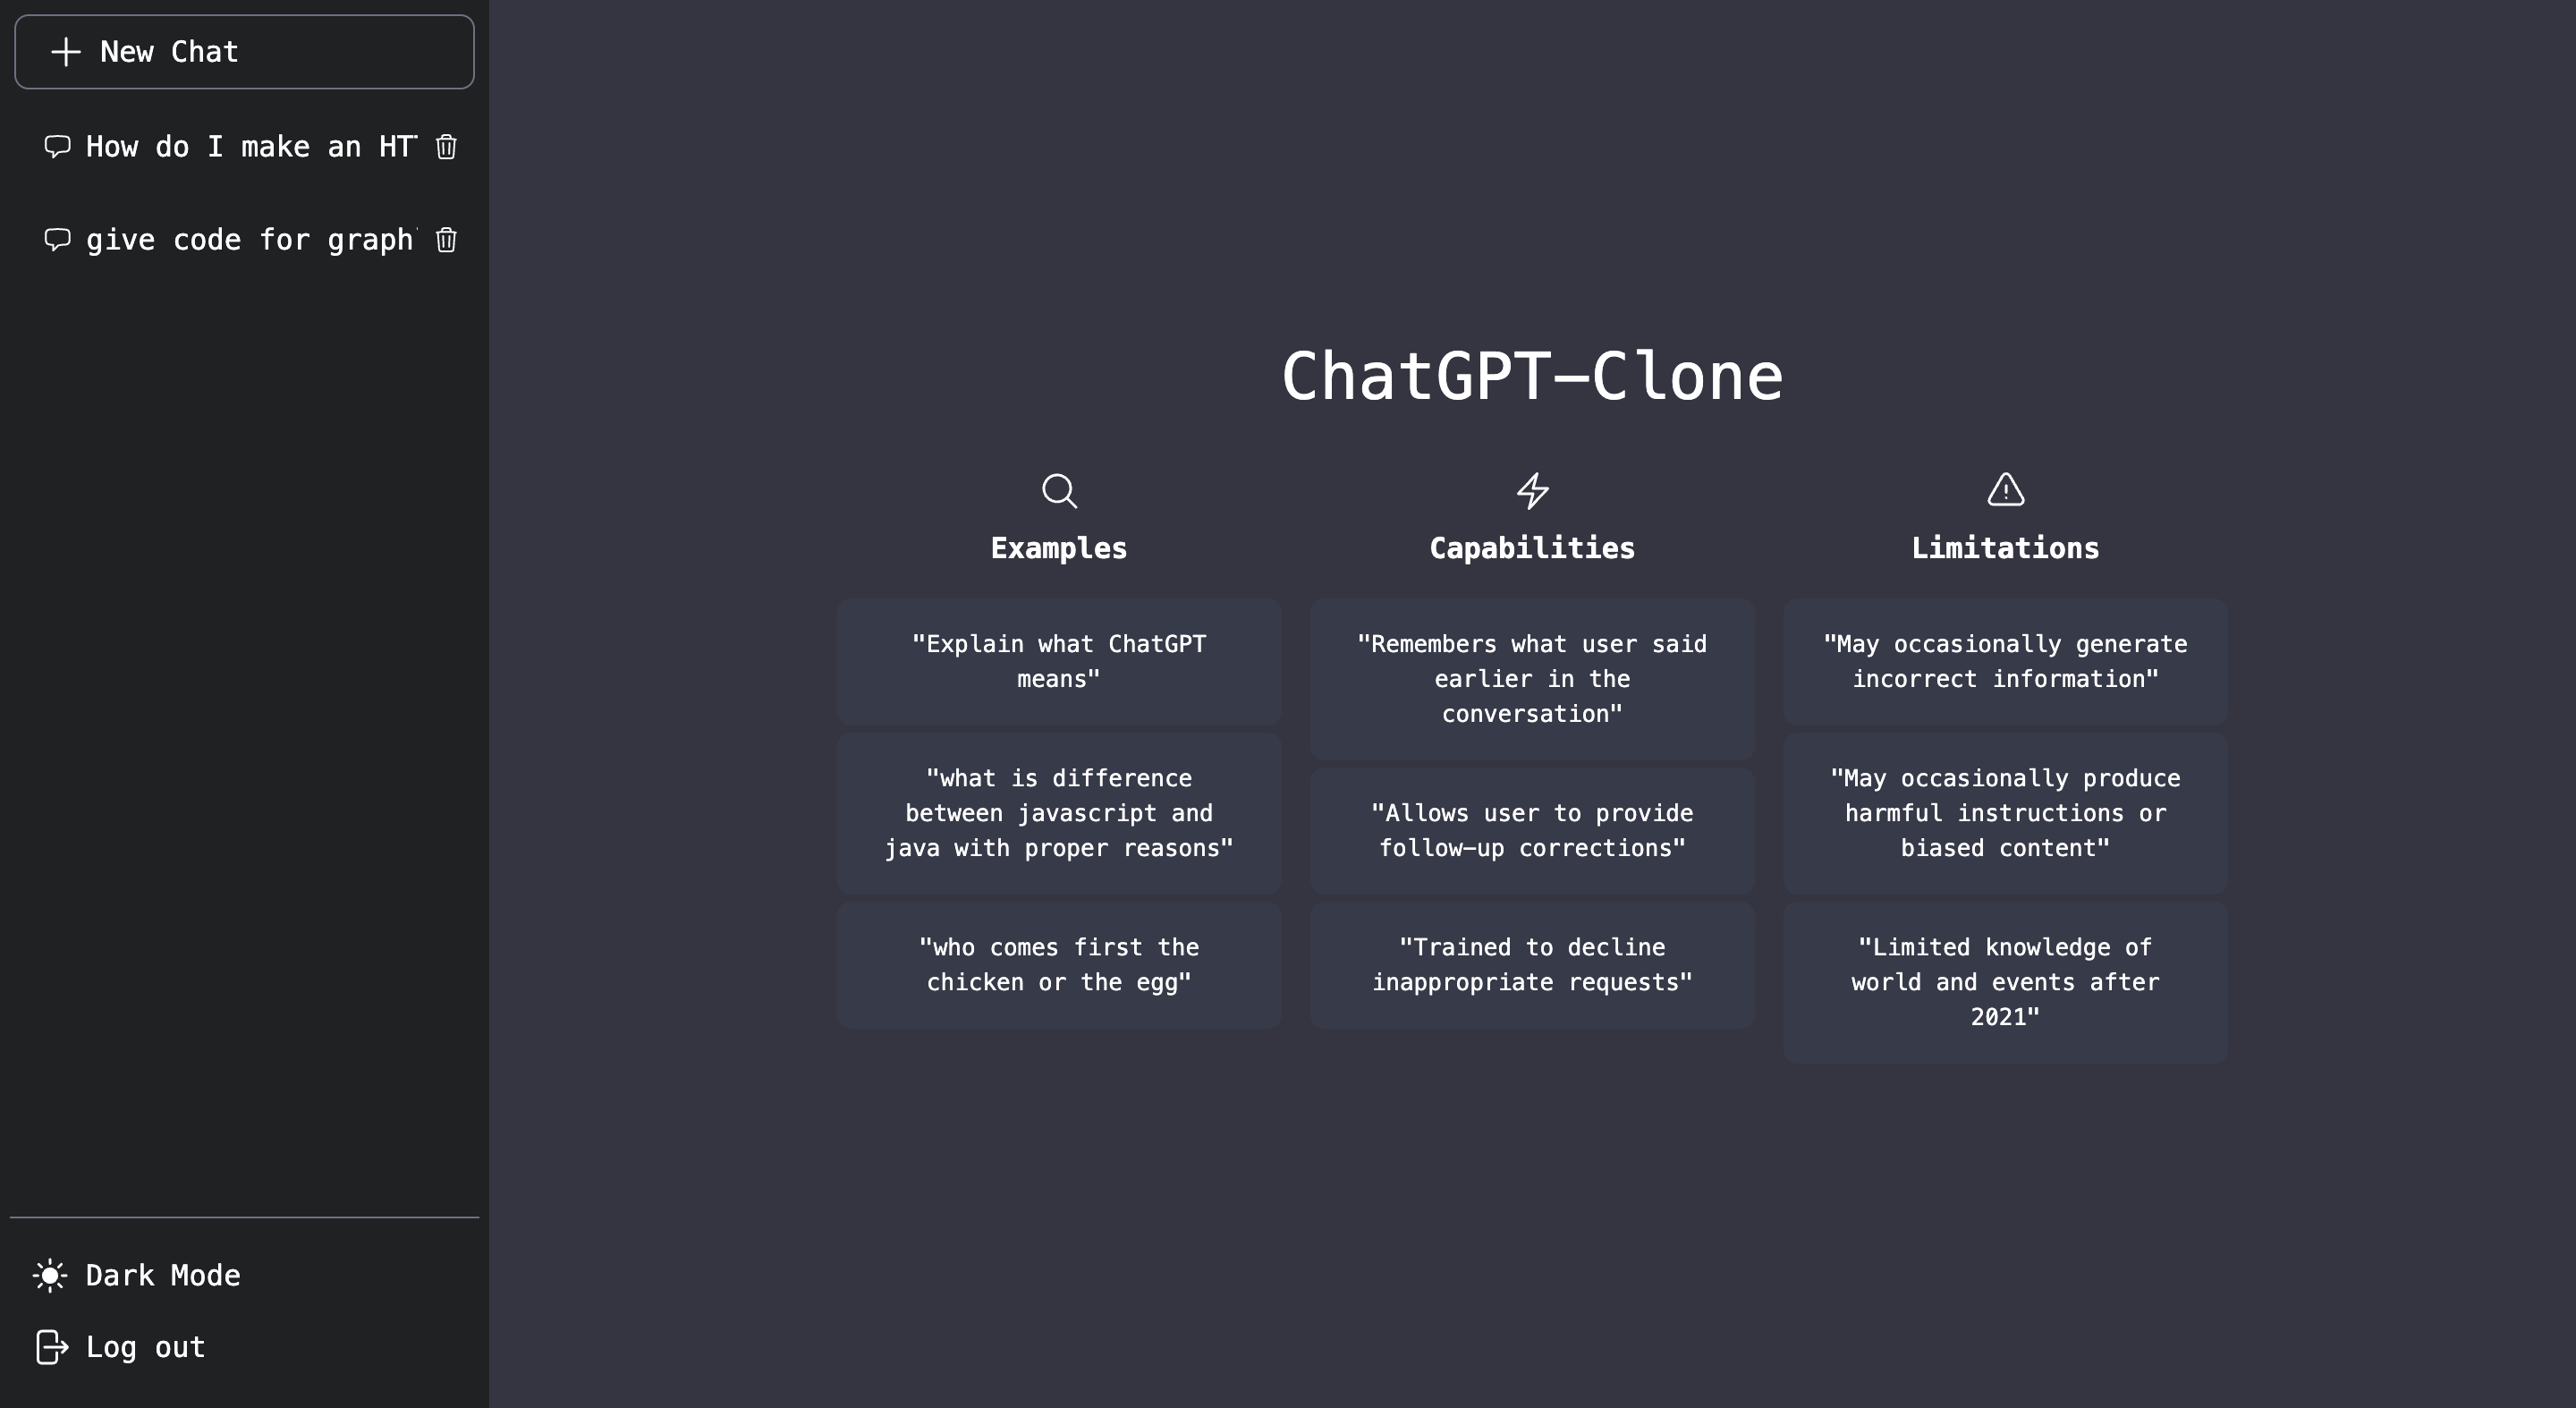 New Chat
How do I make an
give code for
ChatGPT-Clone
Examples
"Explain what ChatGPT
means"
"what is difference
between javascript and
java with proper reasons"
"who comes first the
chicken or the egg"
Capabilities
"Remembers what user said
earlier in the
conversation"
"Allows user to provide
follow-up corrections"
"Trained to decline
inappropriate requests"
Limitations
"May occasionally generate
incorrect information"
"May occasionally produce
harmful instructions or
biased content"
"Limited knowledge of
world and events after
2021"
Dark Mode
Log out